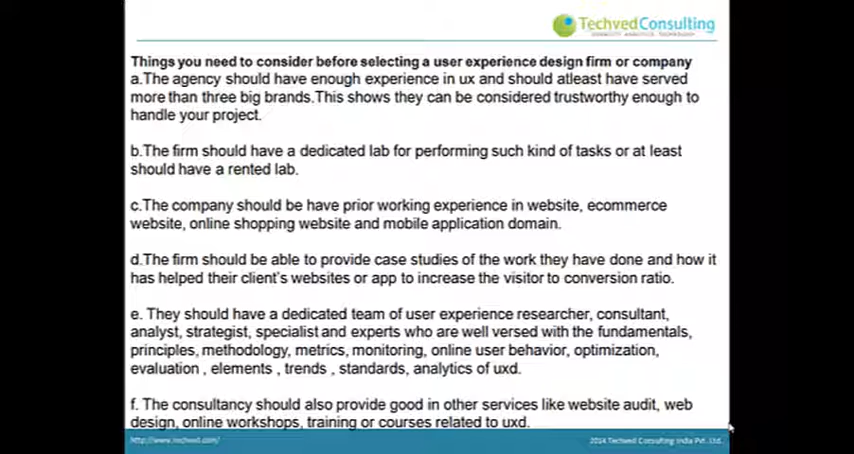 TechvedConsulting
Things you need to consider before selecting a user experience design firm or company
a.The agency should have enough experience in ux and should atleast have served
more than three big brands.This shows they can be considered trustworthy enough to
handle your project.
b.The firm should have a dedicated lab for performing such kind of tasks or at least
should have a rented lab.
c.The company should be have prior working experience in website, ecommerce
website, online shopping website and mobile application domain.
d.The firm should be able to provide case studies of the work they have done and how it
has helped their client's websites or app to increase the visitor to conversion ratio.
e. They should have a dedicated team of user experience researcher, consultant,
analyst, strategist, specialist and experts who are well versed with the fundamentals,
principles, methodology, metrics, monitoring, online user behavior, optimization,
evaluation , elements , trends , standards, analytics of uxd.
f. The consultancy should also provide good in other services like website audit, web
design, online workshops, training or courses related to uxd.
http://www.techved.com/
2014 Techved Consulting India Pvt. Ltd.